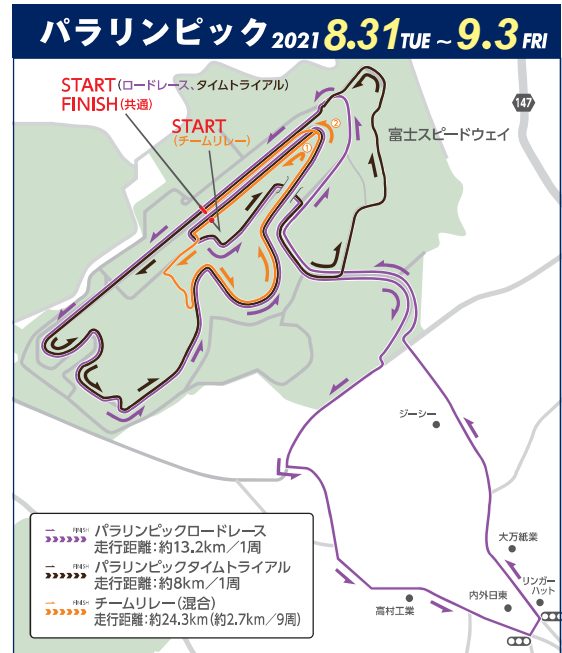 パラリンピック 2021 8.31 TUE ~ 9.3 FRI
START (ロードレース、タイムトライアル)
FINISH (共通)
START
(チームリレー)
147
富士スピードウェイ
②
①
ジーシー
大万紙業
リンガー
ハット
内外日東
高村工業
FINISH パラリンピックロードレース
走行距離:約13.2km/1周
FINISH パラリンピックタイムトライアル
走行距離:約8km/1周
FINISH チームリレー(混合)
走行距離:約24.3km(約2.7km/9周)